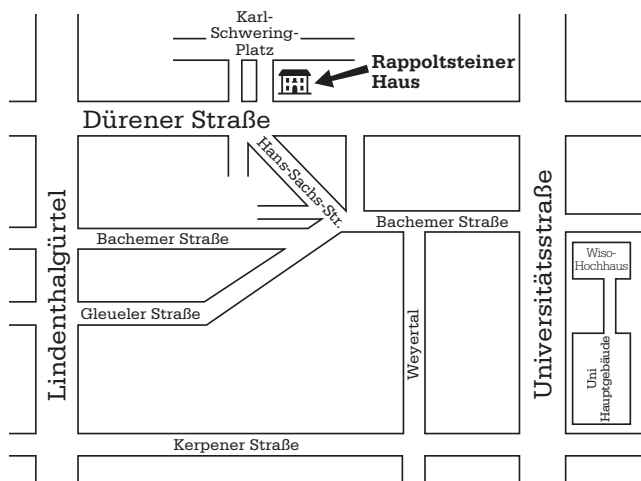 Karl-
Schwering-
Platz
Rappoltsteiner
Haus
Dürener Straße
Hans-Sachs-Str.
Bachemer Straße
Bachemer Straße
Gleueler Straße
Lindenthalgürtel
Weyertal
Universitätsstraße
Wiso-
Hochhaus
Uni
Hauptgebäude
Kerpener Straße